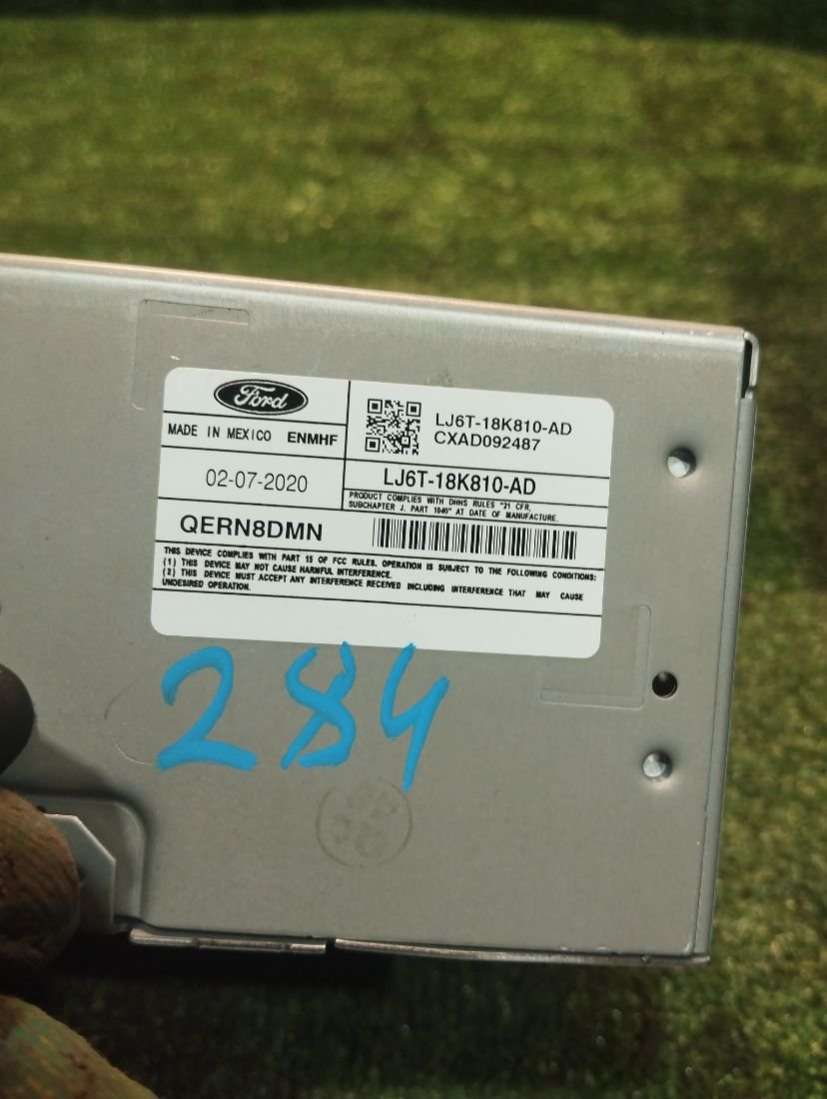 Ford
LJ6T-18K810-AD
CXAD092487
MADE IN MEXICO ENMHF
02-07-2020
LJ6T-18K810-AD
PRODUCT COMPLIES WITH DHHS RULES "21 CFR,
SUBCHAPTER J, PART 1040" AT DATE OF MANUFACTURE.
QERN8DMN
THIS DEVICE COMPLIES WITH PART 15 OF FCC RULES. OPERATION IS SUBJECT TO THE FOLLOWING CONDITIONS:
(1) THIS DEVICE MAY NOT CAUSE HARMFUL INTERFERENCE.
(2) THIS DEVICE MUST ACCEPT ANY INTERFERENCE RECEIVED INCLUDING INTERFERENCE THAT MAY CAUSE
UNDESIRED OPERATION.
284